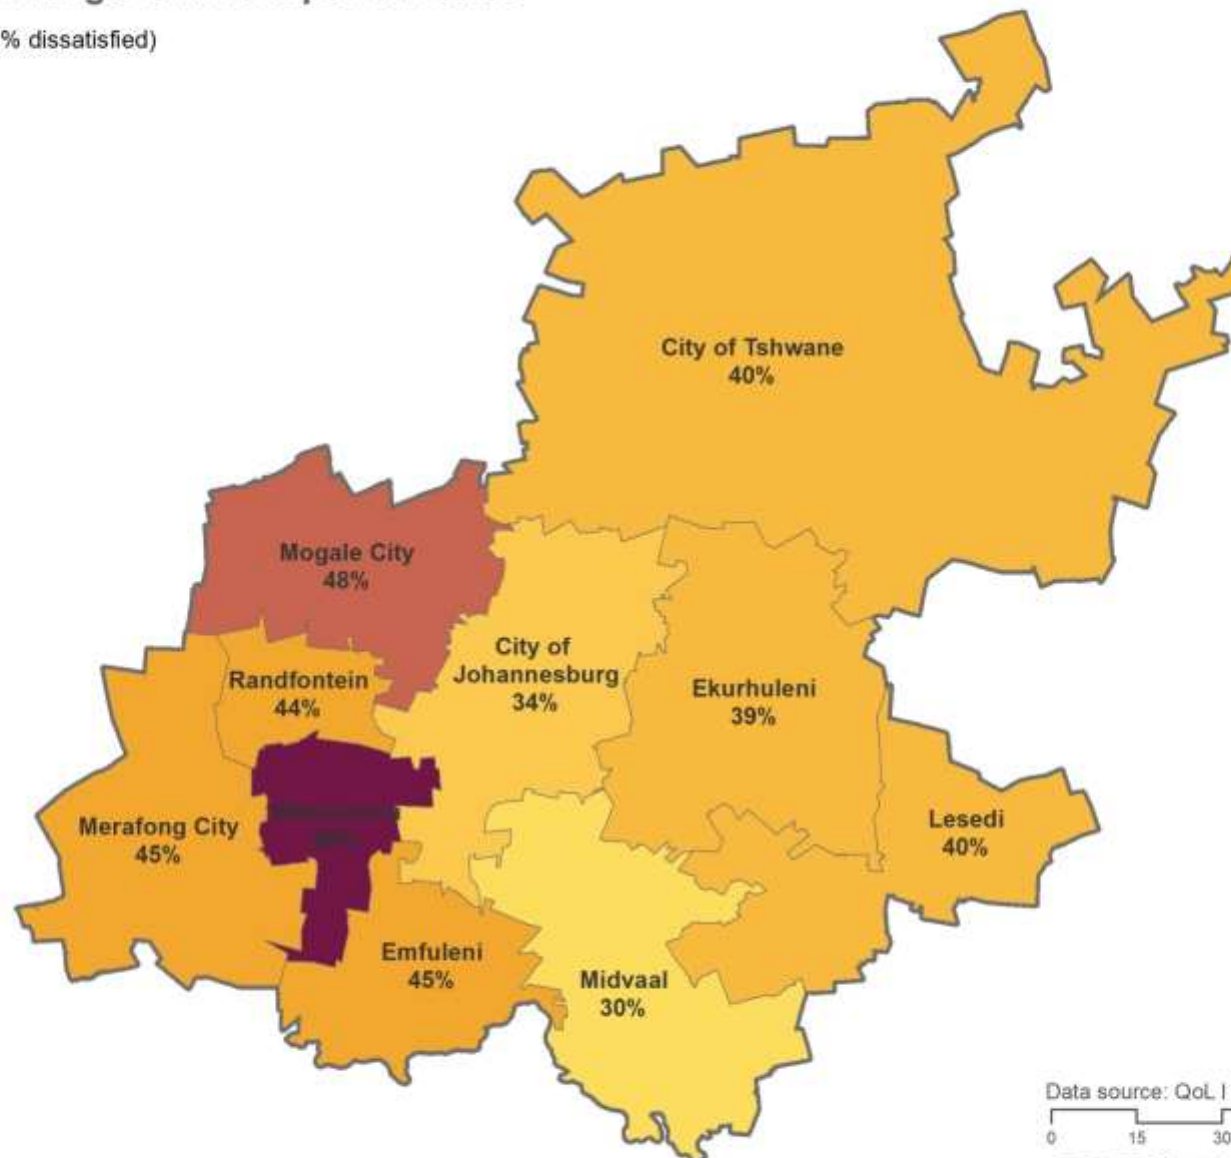 % dissatisfied)
City of Tshwane
40%
Mogale City
48%
City of
Johannesburg
34%
Randfontein
44%
Ekurhuleni
39%
Merafong City
45%
Lesedi
40%
Emfuleni
45%
Midvaal
30%
Data source: QoL I
0 15 30